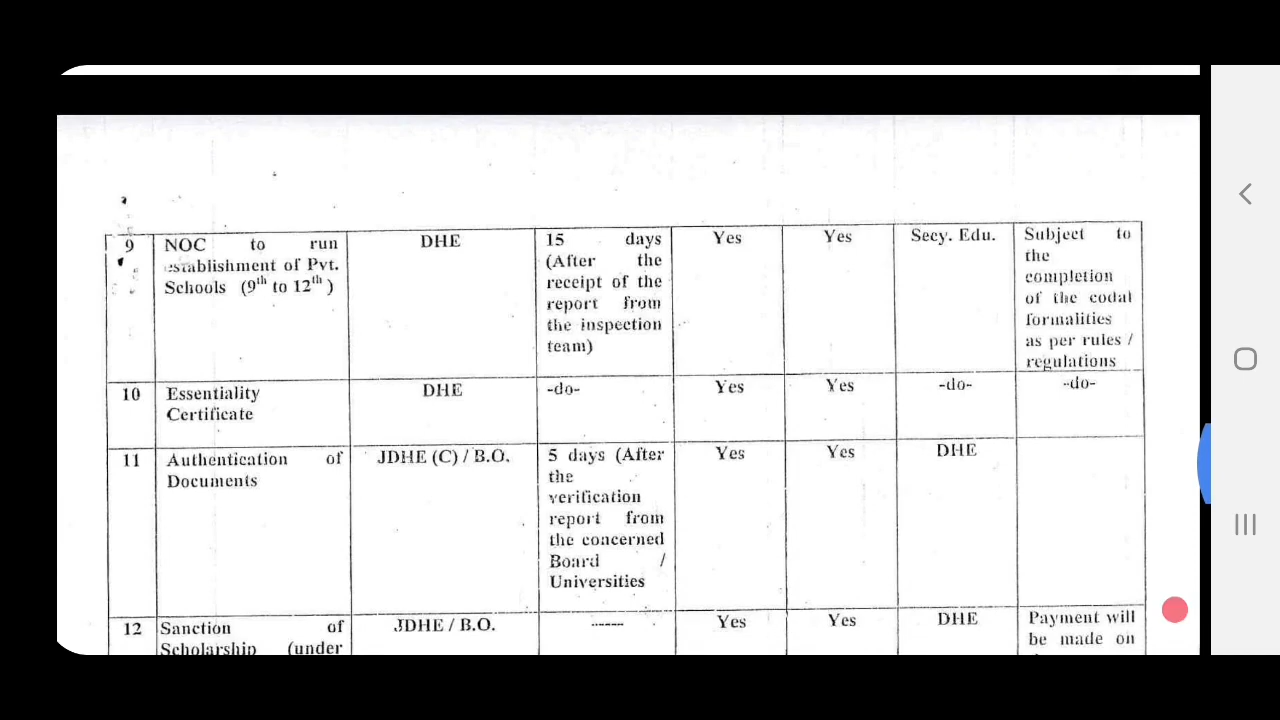 9 NOC to run DHE 15 days Yes Yes Secy. Edu. Subject to
establishment of Pvt. (After the the
Schools (9th to 12th) receipt of the completion
report from of the codal
the inspection formalities
team) as per rules /
regulations
10 Essentiality DHE -do- Yes Yes -do- -do-
Certificate
11 Authentication of JDHE (C) / B.O. 5 days (After Yes Yes DHE
Documents the
verification
report from
the concerned
Board /
Universities
12 Sanction of JDHE / B.O. ------ Yes Yes DHE Payment will
Scholarship (under be made on